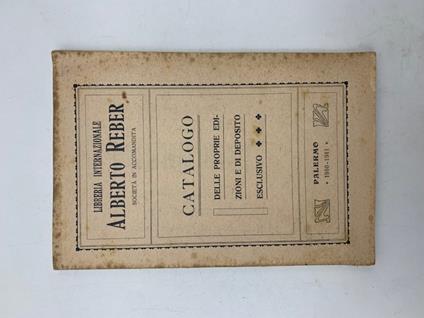 LIBRERIA INTERNAZIONALE
ALBERTO REBER
SOCIETÀ IN ACCOMANDITA
CATALOGO
DELLE PROPRIE EDI-
ZIONI E DI DEPOSITO
ESCLUSIVO
PALERMO
• 1910-1911 •